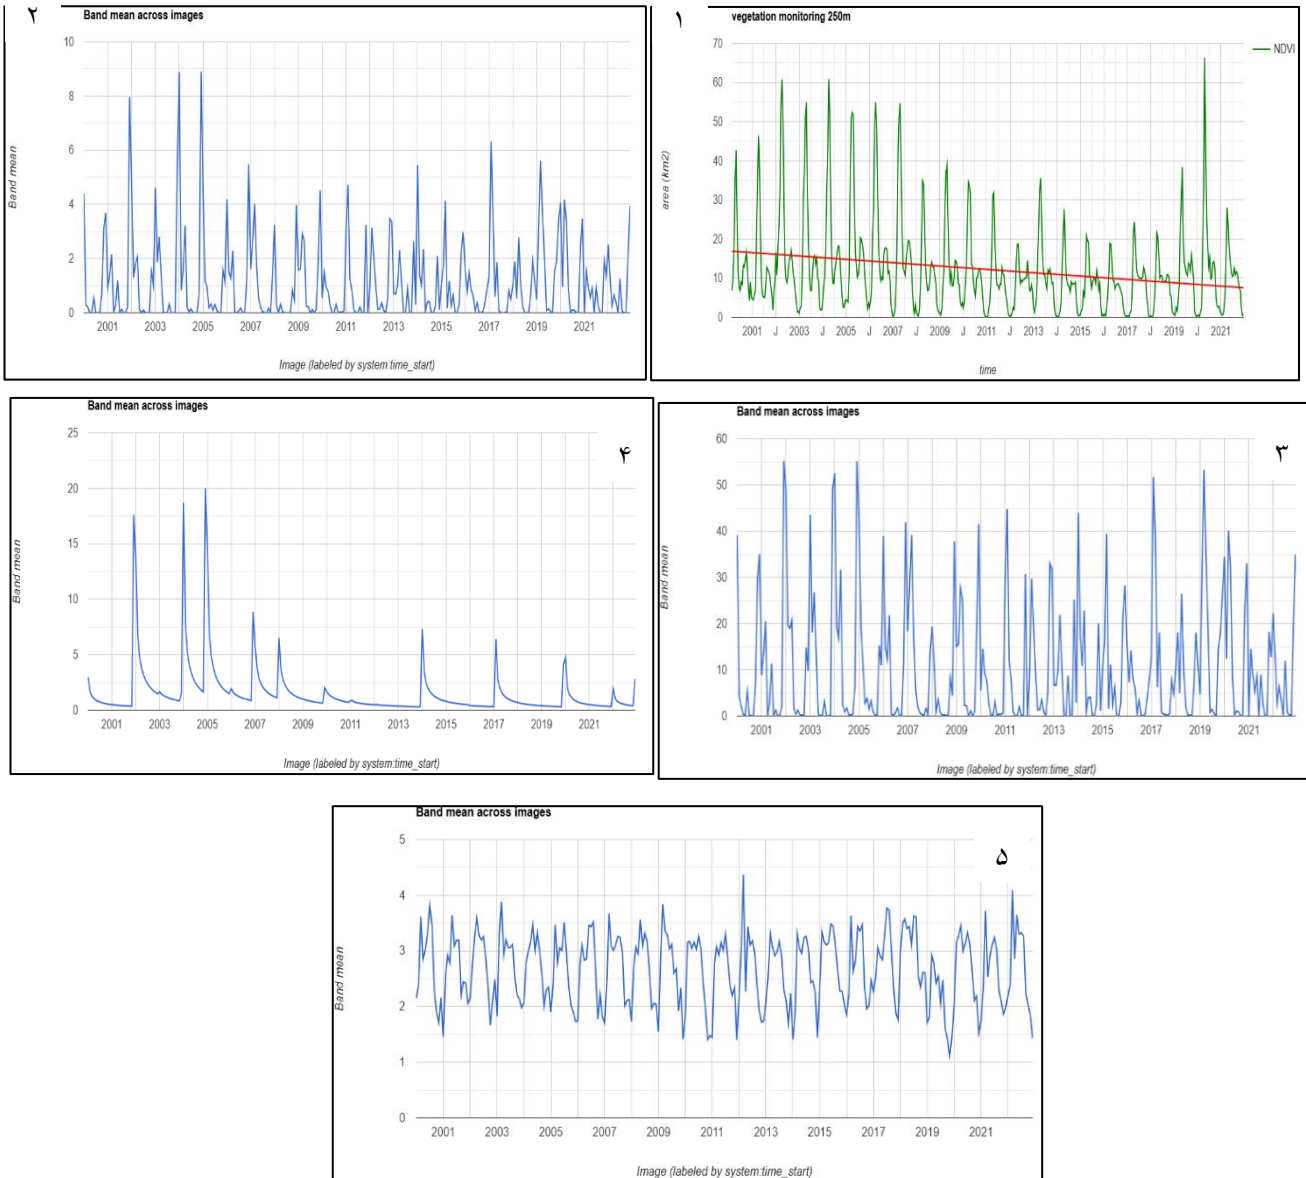 ۲
Band mean across images
10
8
6
4
2
0
Band mean
2001 2003 2005 2007 2009 2011 2013 2015 2017 2019 2021
Image (labeled by system:time_start)
۱
vegetation monitoring 250m
NDVI
70
60
50
40
30
20
10
0
area (km2)
2001 J 2003 J 2005 J 2007 J 2009 J 2011 J 2013 J 2015 J 2017 J 2019 J 2021
time
Band mean across images
۴
25
20
15
10
5
0
Band mean
2001 2003 2005 2007 2009 2011 2013 2015 2017 2019 2021
Image (labeled by system:time_start)
Band mean across images
۳
60
50
40
30
20
10
0
Band mean
2001 2003 2005 2007 2009 2011 2013 2015 2017 2019 2021
Image (labeled by system:time_start)
Band mean across images
۵
5
4
3
2
1
0
Band mean
2001 2003 2005 2007 2009 2011 2013 2015 2017 2019 2021
Image (labeled by system:time_start)